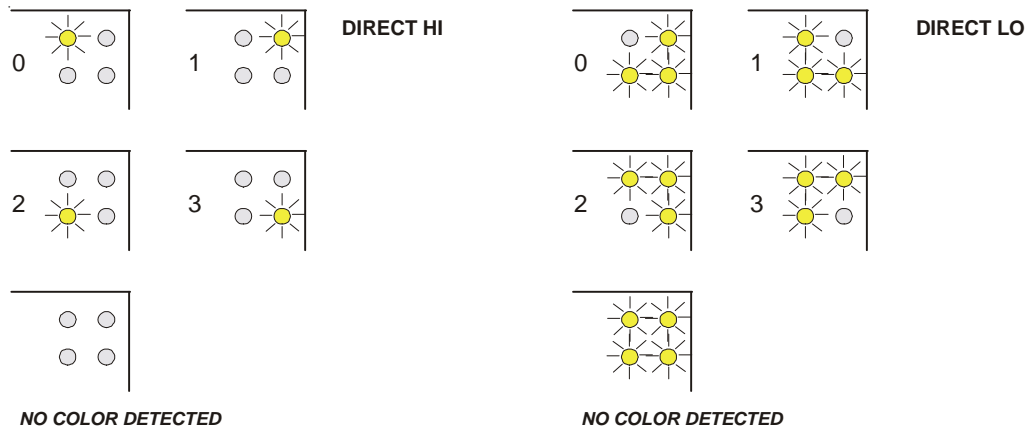 0 1 DIRECT HI 0 1 DIRECT LO
2 3 2 3
NO COLOR DETECTED NO COLOR DETECTED